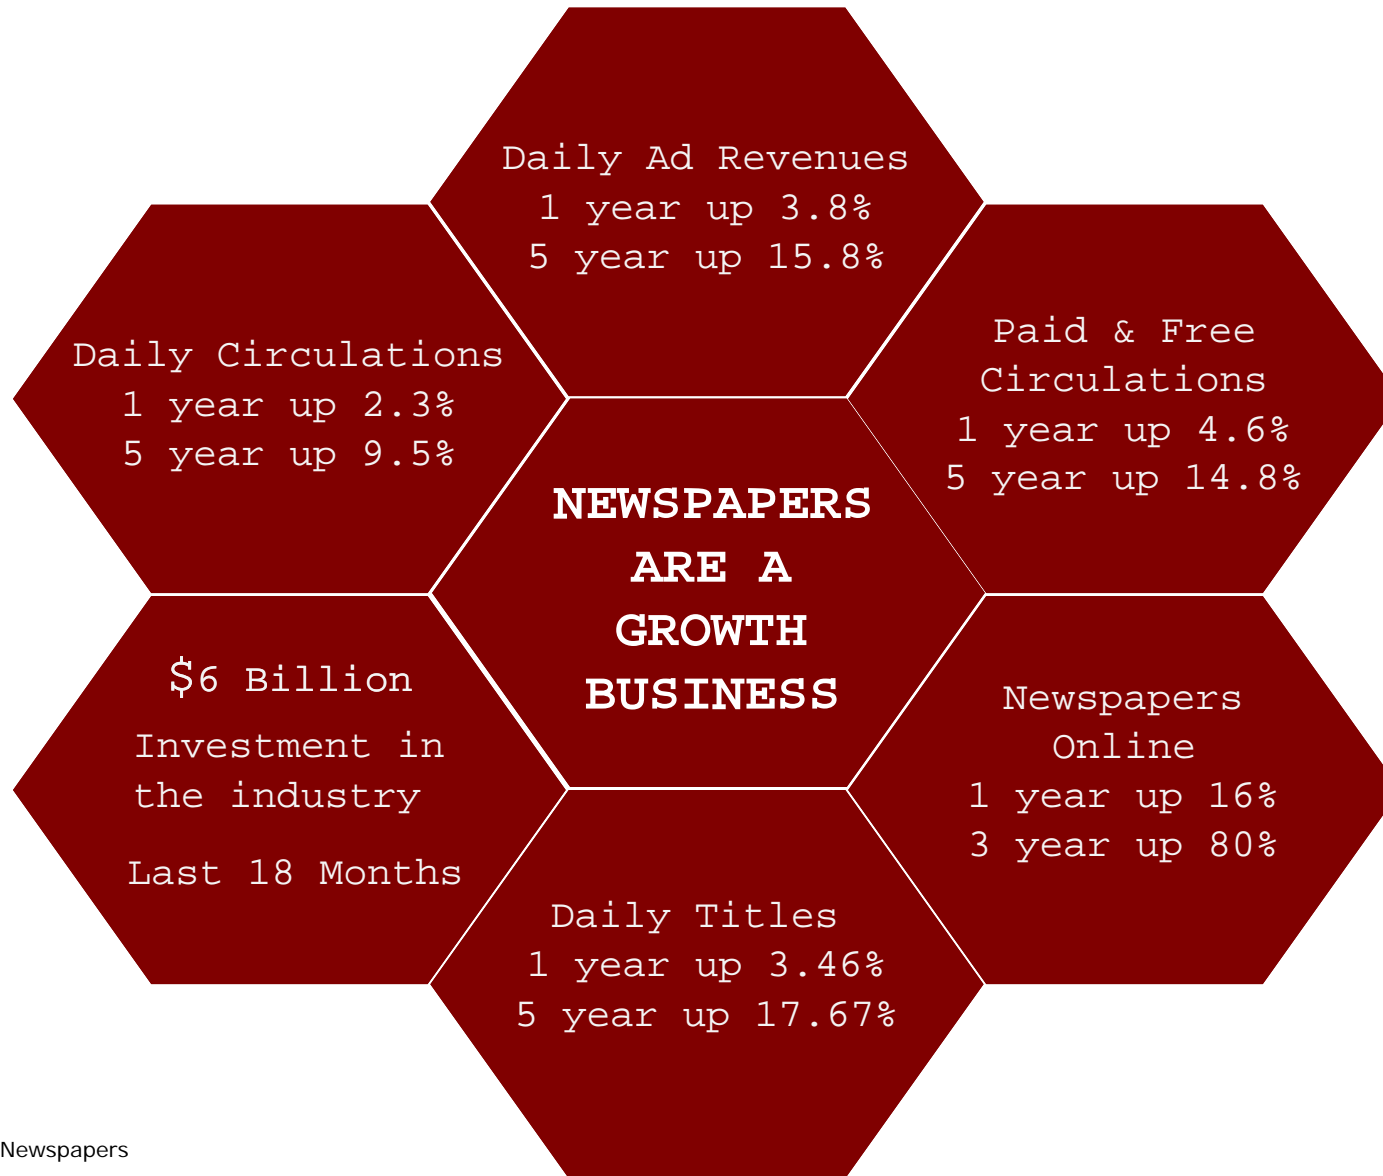 Daily Ad Revenues
1 year up 3.8%
5 year up 15.8%
Daily Circulations
1 year up 2.3%
5 year up 9.5%
Paid & Free
Circulations
1 year up 4.6%
5 year up 14.8%
NEWSPAPERS
ARE A
GROWTH
BUSINESS
$6 Billion
Investment in
the industry
Last 18 Months
Newspapers
Online
1 year up 16%
3 year up 80%
Daily Titles
1 year up 3.46%
5 year up 17.67%
Newspapers